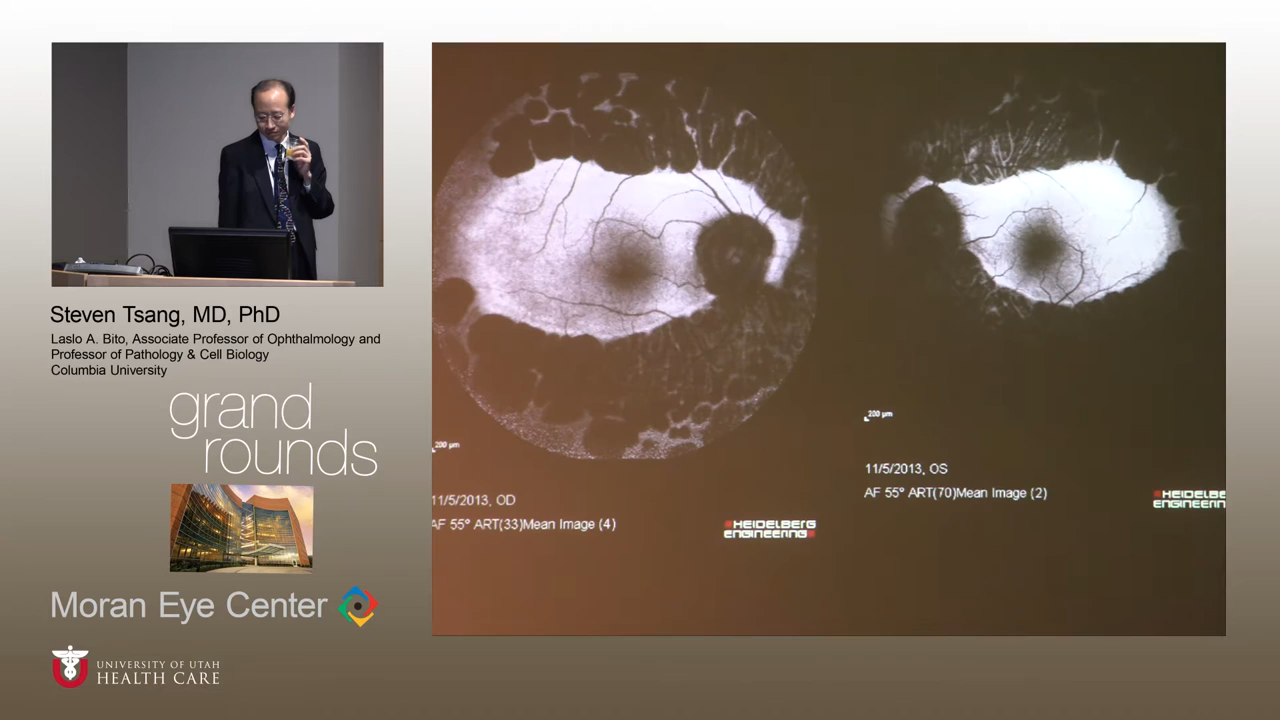 Steven Tsang, MD, PhD
Laslo A. Bito, Associate Professor of Ophthalmology and
Professor of Pathology & Cell Biology
Columbia University
grand
rounds
Moran Eye Center
UNIVERSITY OF UTAH
HEALTH CARE
200 µm
11/5/2013, OD
AF 55° ART(33)Mean Image (4)
HEIDELBERG
ENGINEERING
200 µm
11/5/2013, OS
AF 55° ART(70)Mean Image (2)
HEIDELBE
ENGINEERIN